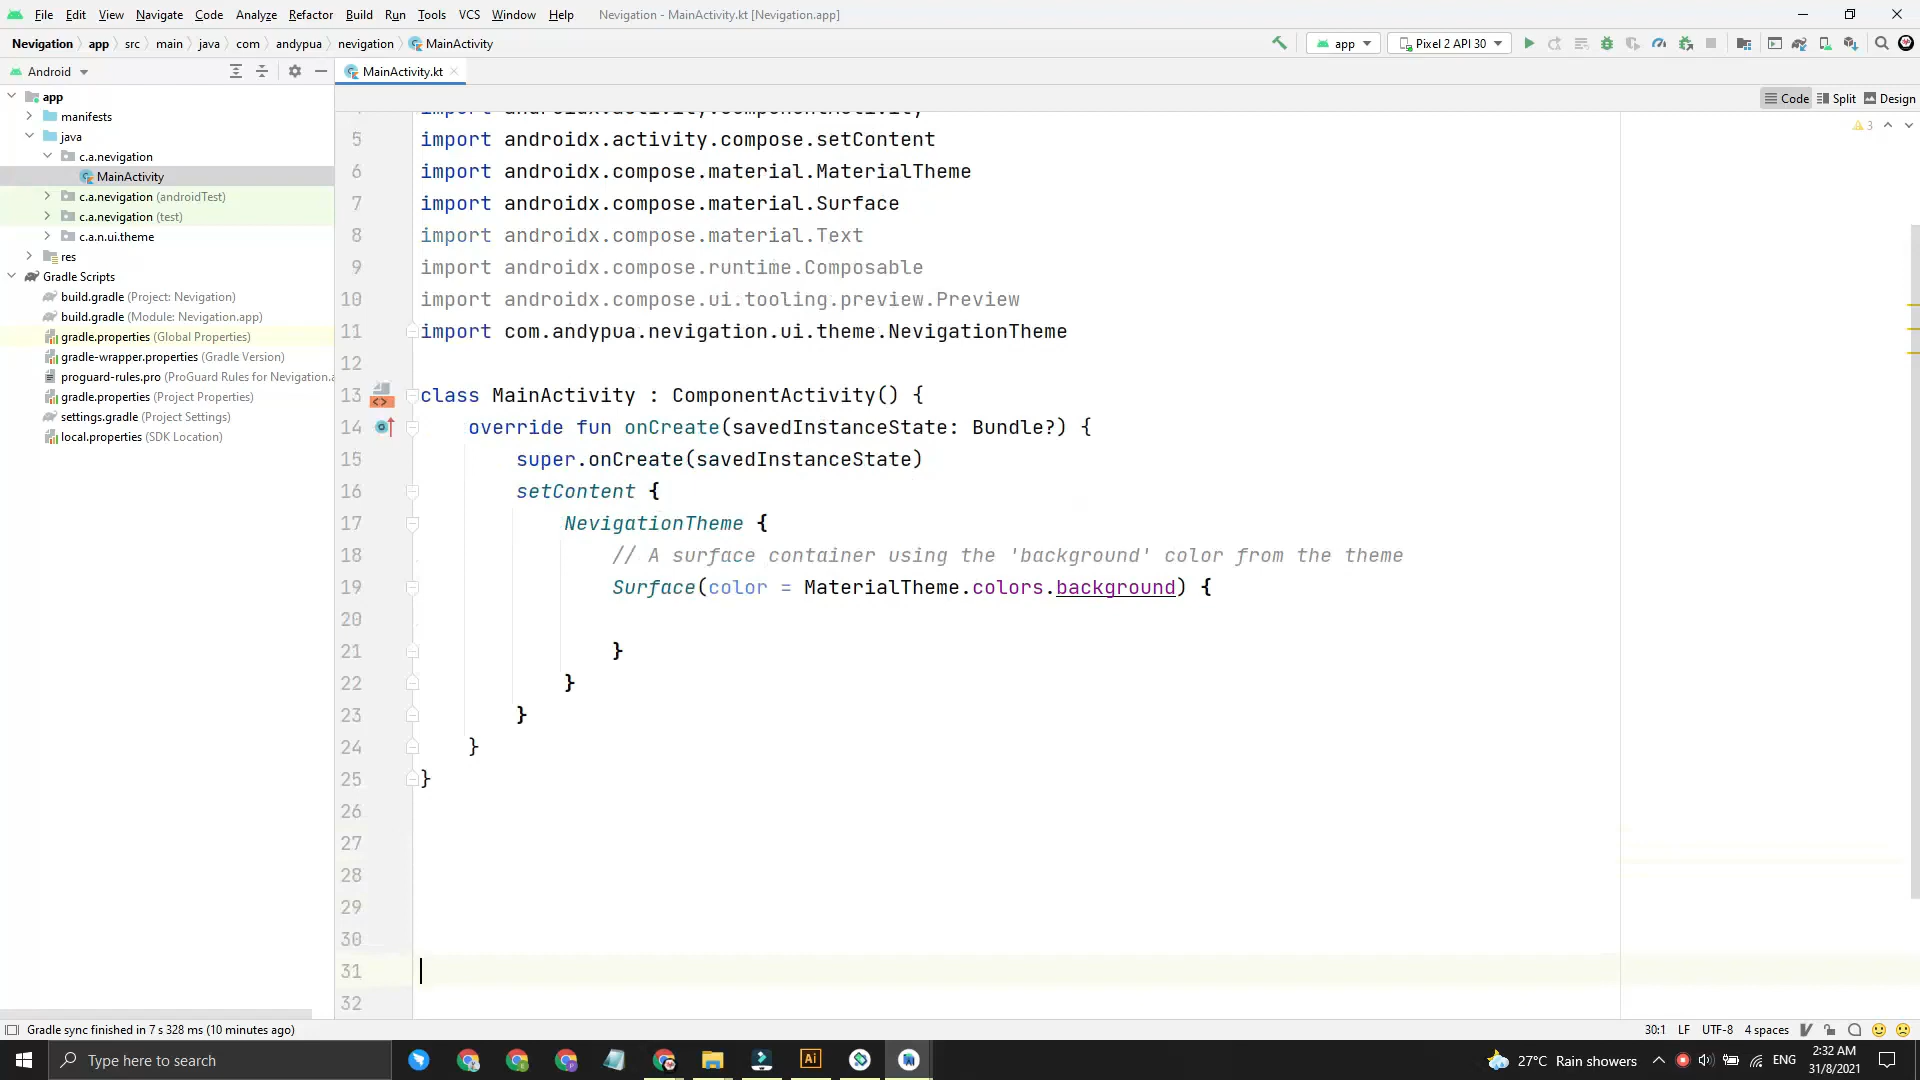 File Edit View Navigate Code Analyze Refactor Build Run Tools VCS Window Help Nevigation - MainActivity.kt [Nevigation.app]
Nevigation app src main java com andypua nevigation MainActivity app Pixel 2 API 30
Android MainActivity.kt
Code Split Design
3
app
manifests
java
c.a.nevigation
MainActivity
c.a.nevigation (androidTest)
c.a.nevigation (test)
c.a.n.ui.theme
res
Gradle Scripts
build.gradle (Project: Nevigation)
build.gradle (Module: Nevigation.app)
gradle.properties (Global Properties)
gradle-wrapper.properties (Gradle Version)
proguard-rules.pro (ProGuard Rules for Nevigation.a
gradle.properties (Project Properties)
settings.gradle (Project Settings)
local.properties (SDK Location)
4 import androidx.activity.ComponentActivity
5 import androidx.activity.compose.setContent
6 import androidx.compose.material.MaterialTheme
7 import androidx.compose.material.Surface
8 import androidx.compose.material.Text
9 import androidx.compose.runtime.Composable
10 import androidx.compose.ui.tooling.preview.Preview
11 import com.andypua.nevigation.ui.theme.NevigationTheme
12
13 class MainActivity : ComponentActivity() {
14 override fun onCreate(savedInstanceState: Bundle?) {
15 super.onCreate(savedInstanceState)
16 setContent {
17 NevigationTheme {
18 // A surface container using the 'background' color from the theme
19 Surface(color = MaterialTheme.colors.background) {
20
21 }
22 }
23 }
24 }
25 }
26
27
28
29
30
31
32
Gradle sync finished in 7 s 328 ms (10 minutes ago) 30:1 LF UTF-8 4 spaces
Type here to search Ai 27°C Rain showers ENG 2:32 AM
31/8/2021